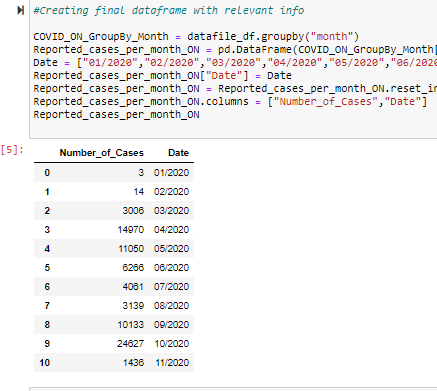 #Creating final dataframe with relevant info
COVID_ON_GroupBy_Month = datafile_df.groupby("month")
Reported_cases_per_month_ON = pd.DataFrame(COVID_ON_GroupBy_Month[
Date = ["01/2020","02/2020","03/2020","04/2020","05/2020","06/202
Reported_cases_per_month_ON["Date"] = Date
Reported_cases_per_month_ON = Reported_cases_per_month_ON.reset_in
Reported_cases_per_month_ON.columns = ["Number_of_Cases","Date"]
Reported_cases_per_month_ON
[5]:
Number_of_Cases Date
0 3 01/2020
1 14 02/2020
2 3006 03/2020
3 14970 04/2020
4 11050 05/2020
5 6266 06/2020
6 4061 07/2020
7 3139 08/2020
8 10133 09/2020
9 24627 10/2020
10 1436 11/2020